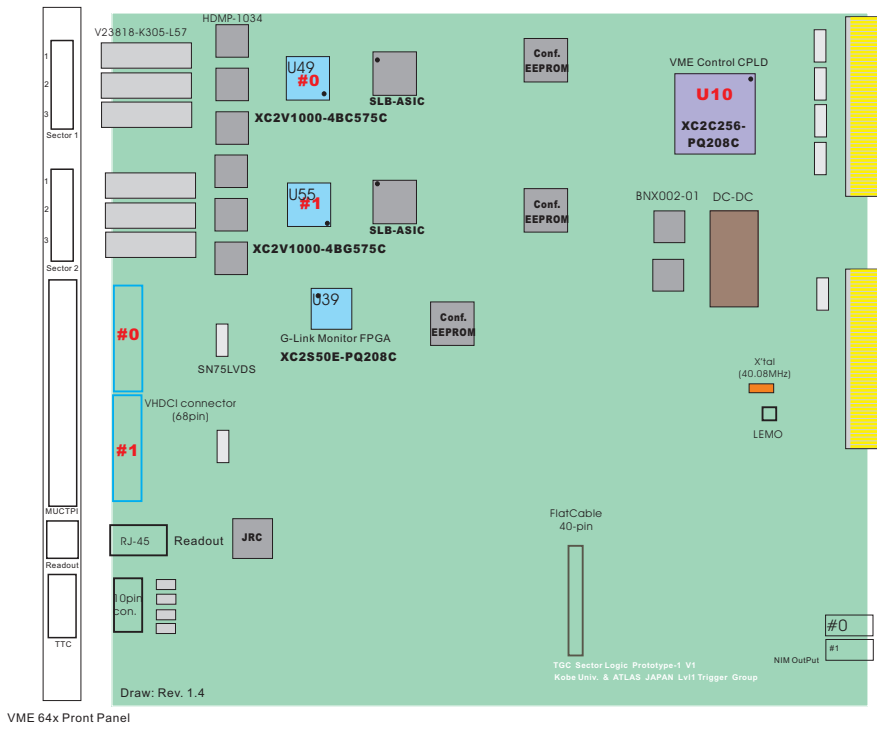 HDMP-1034
V23818-K305-L57
1
2
3
Sector 1
U49
#0
SLB-ASIC
XC2V1000-4BC575C
Conf.
EEPROM
VME Control CPLD
U10
XC2C256-
PQ208C
1
2
3
Sector 2
U55
#1
SLB-ASIC
XC2V1000-4BG575C
Conf.
EEPROM
BNX002-01
DC-DC
#0
U39
G-Link Monitor FPGA
XC2S50E-PQ208C
Conf.
EEPROM
SN75LVDS
X'tal
(40.08MHz)
LEMO
VHDCI connector
(68pin)
#1
MUCTPI
RJ-45
Readout
JRC
FlatCable
40-pin
Readout
10pin
con.
TTC
#0
#1
NIM OutPut
TGC Sector Logic Prototype-1 V1
Kobe Univ. & ATLAS JAPAN Lvl1 Trigger Group
Draw: Rev. 1.4
VME 64x Front Panel